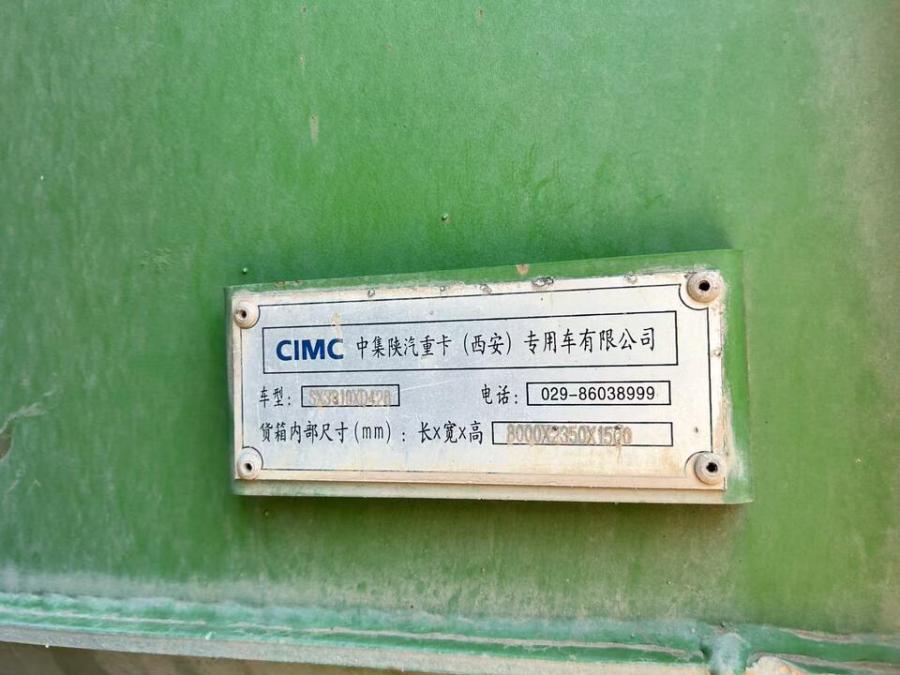 CIMC 中集陕汽重卡（西安）专用车有限公司
车型： SX3310XD428 电话： 029-86038999
货箱内部尺寸(mm)：长X宽X高 8000X2350X1500